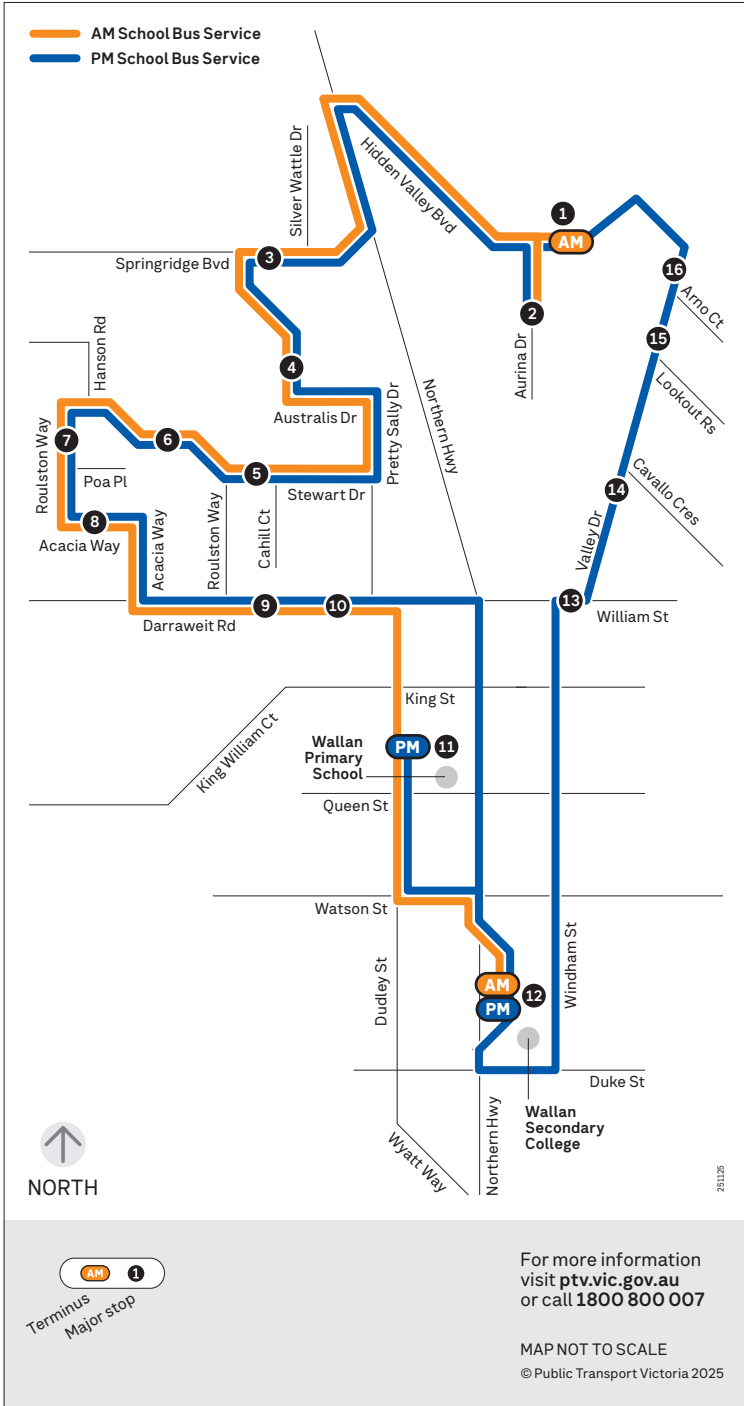 AM School Bus Service
PM School Bus Service
Silver Wattle Dr
Hidden Valley Blvd
1
AM
Springridge Bvd
3
16
Arno Ct
2
Aurina Dr
15
Lookout Rs
Hanson Rd
4
Northern Hwy
Pretty Sally Dr
Australis Dr
Roulston Way
7
6
5
Poa Pl
Stewart Dr
14
Cavallo Cres
Valley Dr
8
Acacia Way
Acacia Way
Roulston Way
Cahill Ct
9
10
13
Darraweit Rd
William St
King St
King William Ct
Wallan
Primary
School
PM
11
Queen St
Watson St
Dudley St
Windham St
AM
PM
12
Duke St
Wallan
Secondary
College
Northern Hwy
Wyatt Way
NORTH
251125
AM
1
Terminus
Major stop
For more information
visit ptv.vic.gov.au
or call 1800 800 007
MAP NOT TO SCALE
© Public Transport Victoria 2025